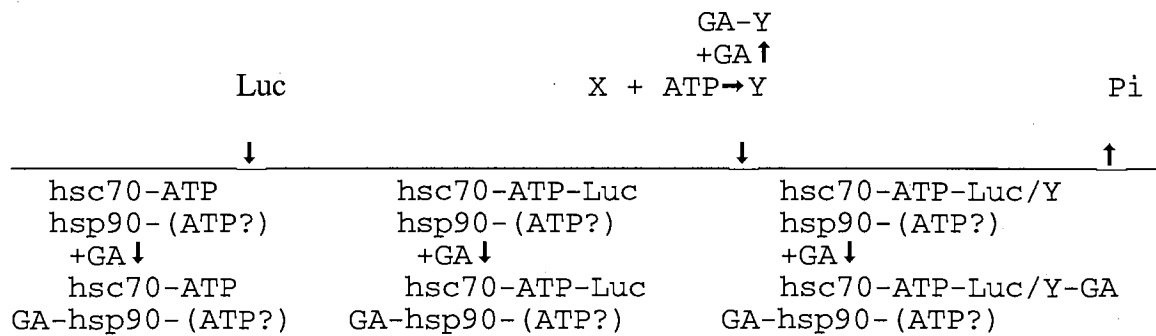 GA-Y
+GA↑
Luc X + ATP→Y Pi
↓ ↓ ↑
hsc70-ATP hsc70-ATP-Luc hsc70-ATP-Luc/Y
hsp90-(ATP?) hsp90-(ATP?) hsp90-(ATP?)
+GA↓ +GA↓ +GA↓
hsc70-ATP hsc70-ATP-Luc hsc70-ATP-Luc/Y-GA
GA-hsp90-(ATP?) GA-hsp90-(ATP?) GA-hsp90-(ATP?)